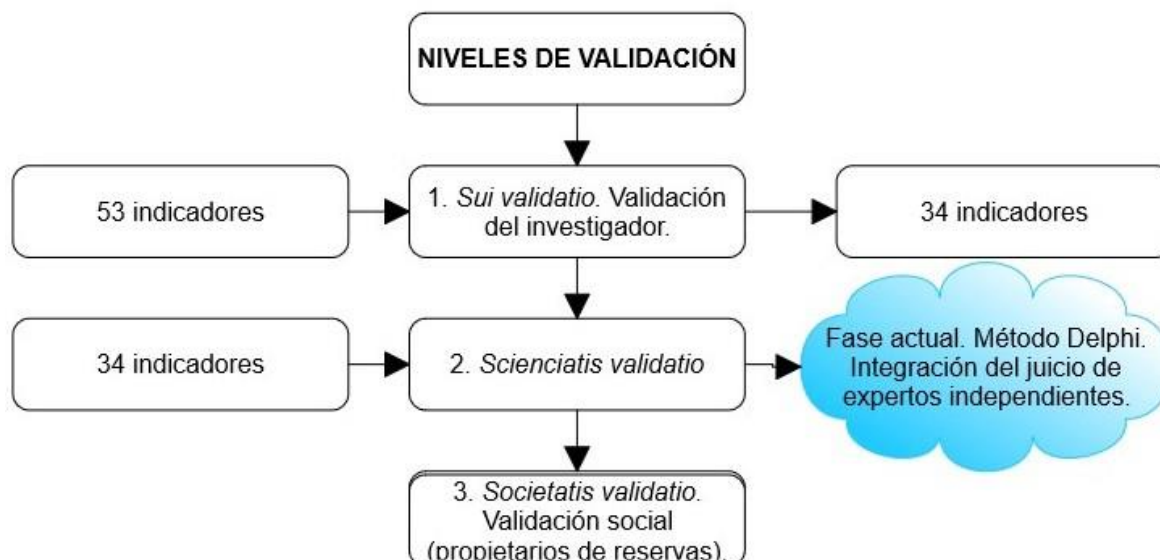 NIVELES DE VALIDACIÓN
53 indicadores
1. Sui validatio. Validación
del investigador.
34 indicadores
34 indicadores
2. Scienciatis validatio
Fase actual. Método Delphi.
Integración del juicio de
expertos independientes.
3. Societatis validatio.
Validación social
(propietarios de reservas).